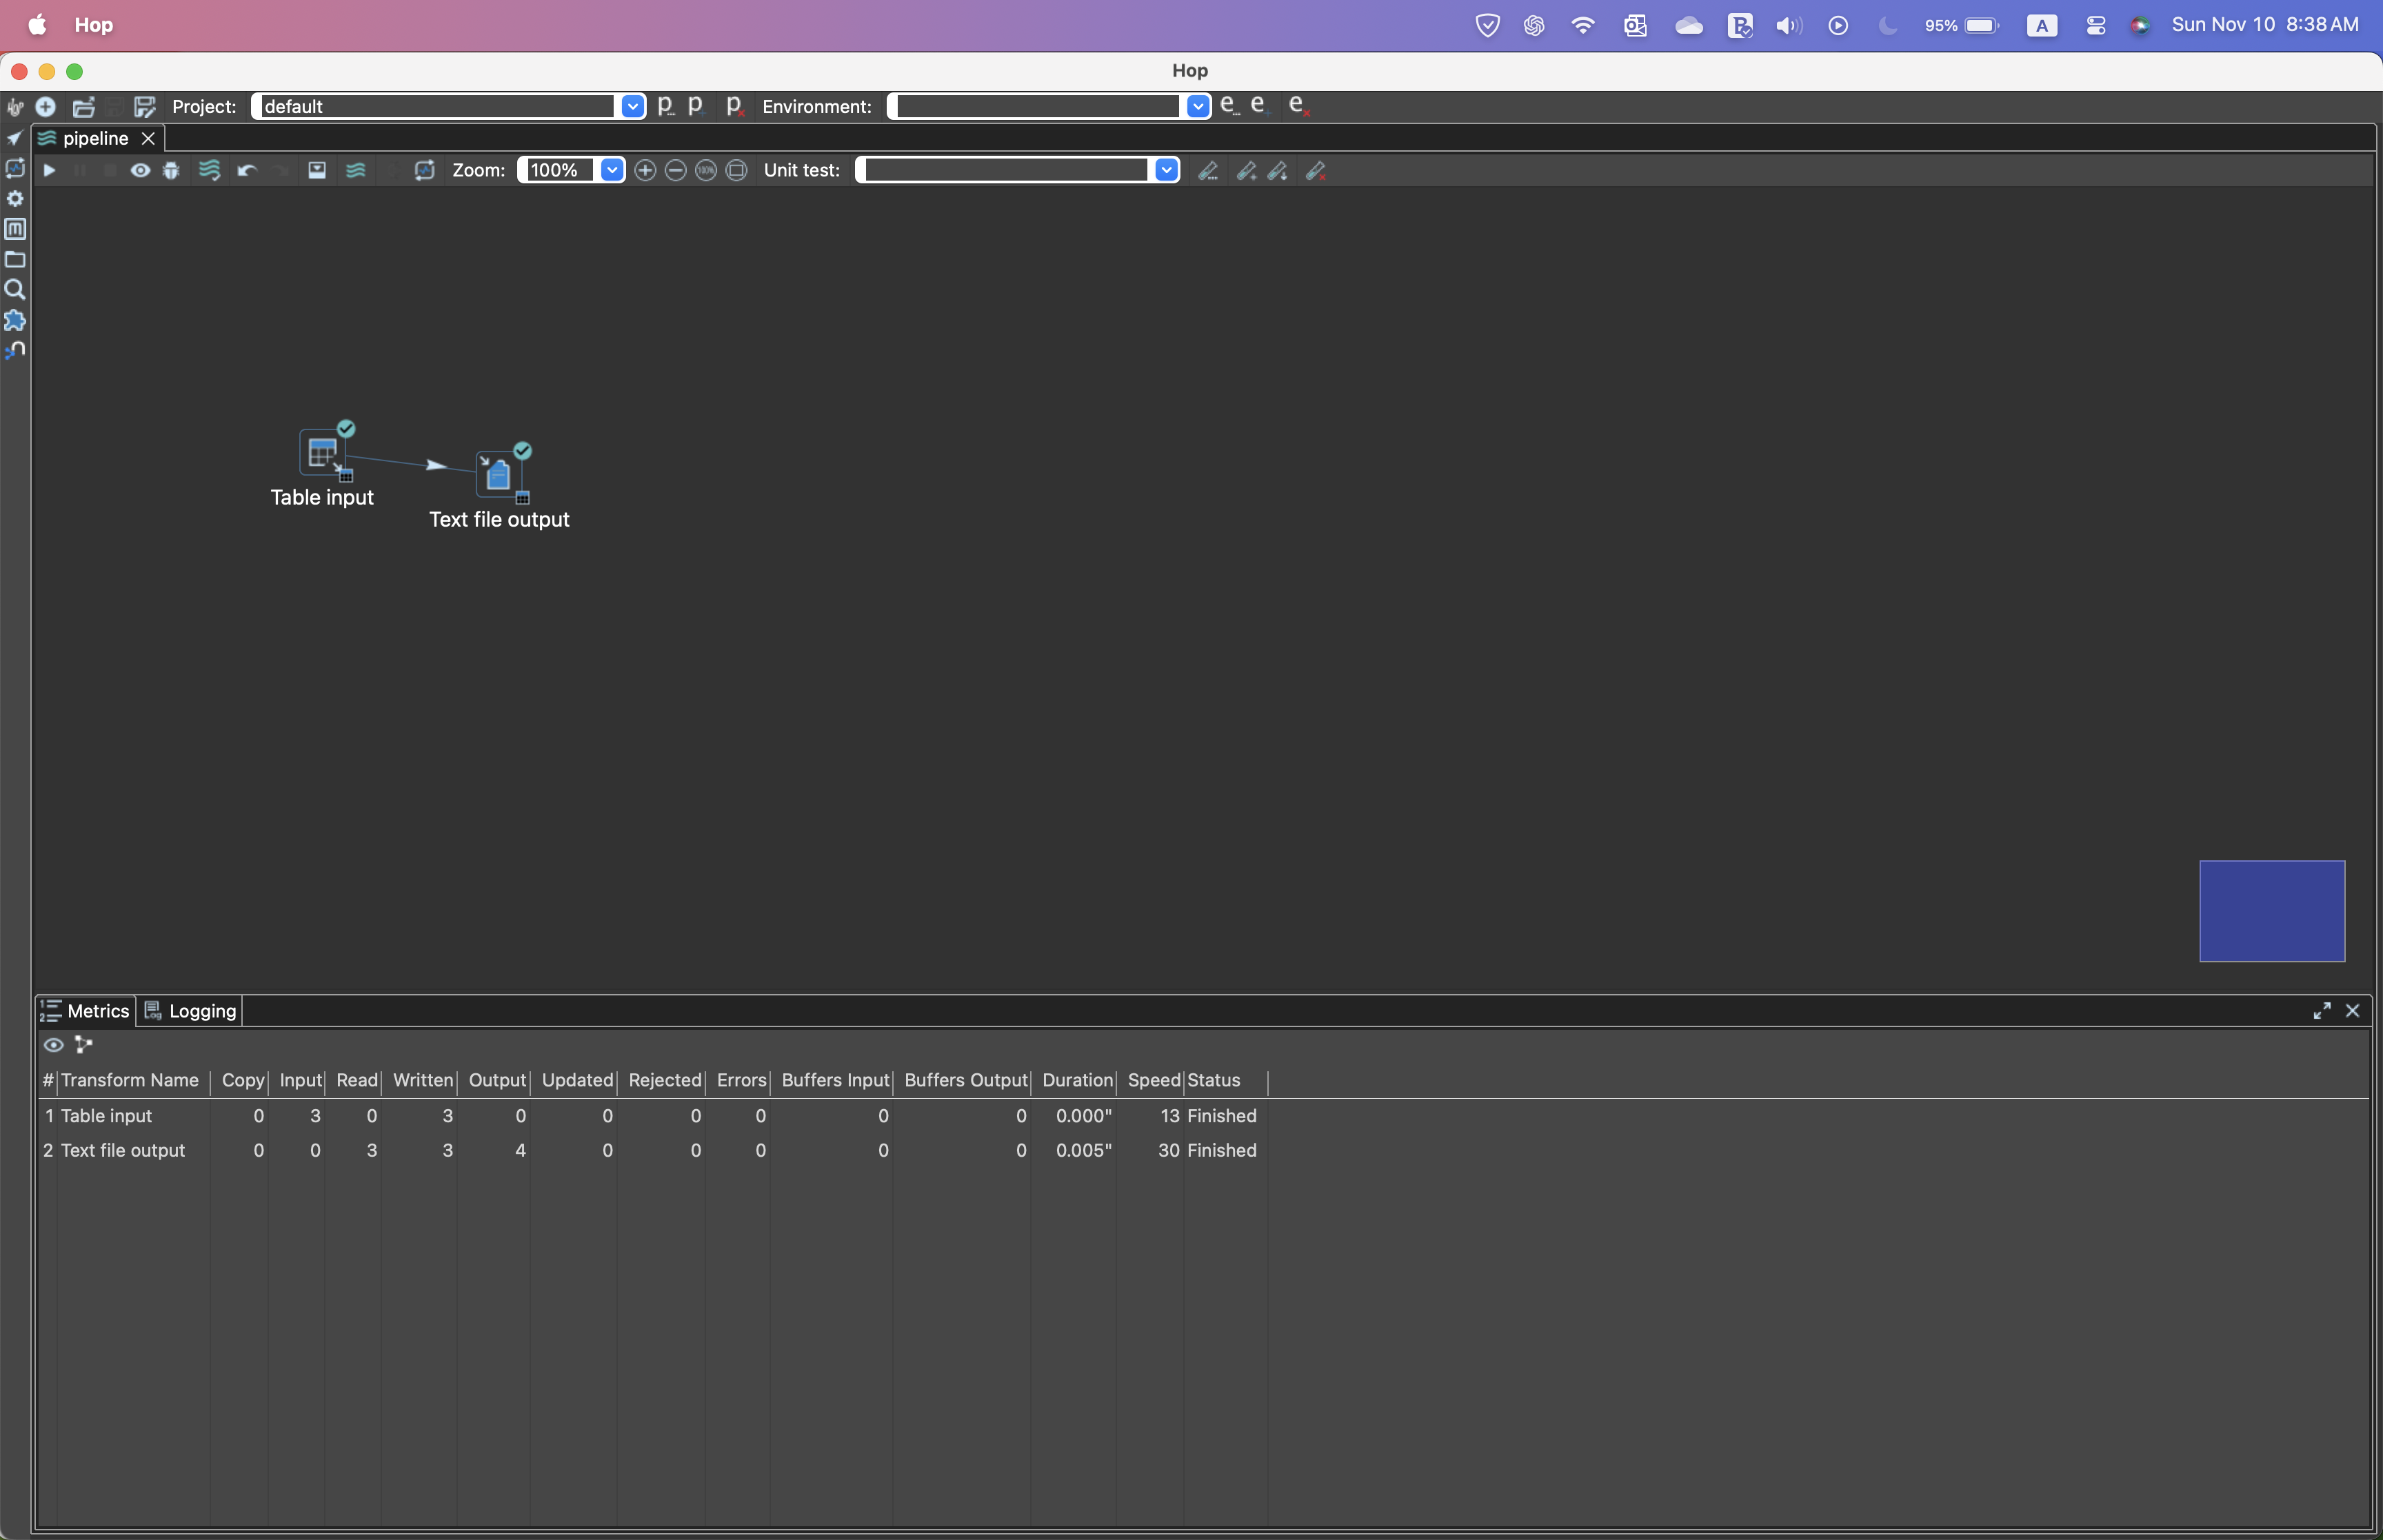 Hop
95%
A
Sun Nov 10 8:38 AM
Hop
Project: default
Environment:
pipeline
Zoom: 100%
Unit test:
Table input
Text file output
Metrics
Logging
# Transform Name Copy Input Read Written Output Updated Rejected Errors Buffers Input Buffers Output Duration Speed Status
1 Table input 0 3 0 3 0 0 0 0 0 0 0.000" 13 Finished
2 Text file output 0 0 3 3 4 0 0 0 0 0 0.005" 30 Finished